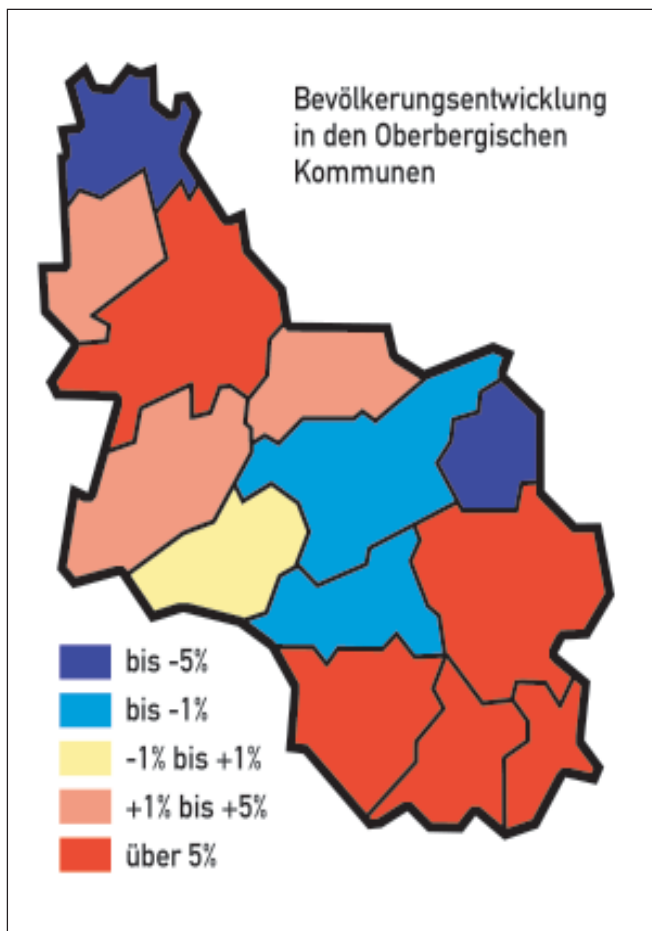 Bevölkerungsentwicklung
in den Oberbergischen
Kommunen
bis -5%
bis -1%
-1% bis +1%
+1% bis +5%
über 5%